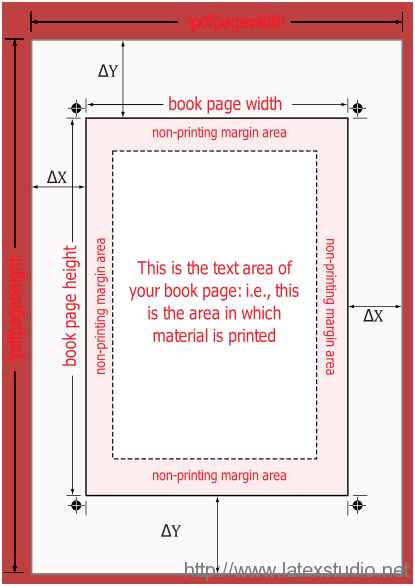 \pdfpagewidth
ΔY
book page width
non-printing margin area
ΔX
\pdfpageheight
book page height
non-printing margin area
This is the text area of
your book page: i.e., this
is the area in which
material is printed
non-printing margin area
ΔX
non-printing margin area
ΔY
http://www.latexstudio.net